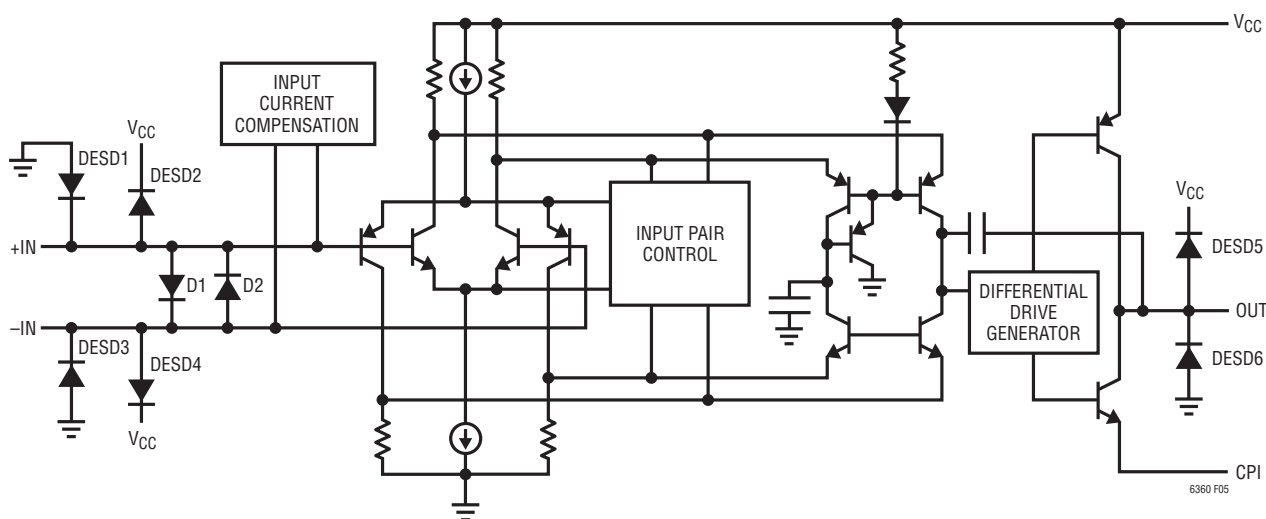 VCC
INPUT
CURRENT
COMPENSATION
VCC
DESD1
DESD2
VCC
+IN
INPUT PAIR
CONTROL
DESD5
D1
D2
DIFFERENTIAL
DRIVE
GENERATOR
–IN
OUT
DESD3
DESD4
DESD6
VCC
CPI
6360 F05